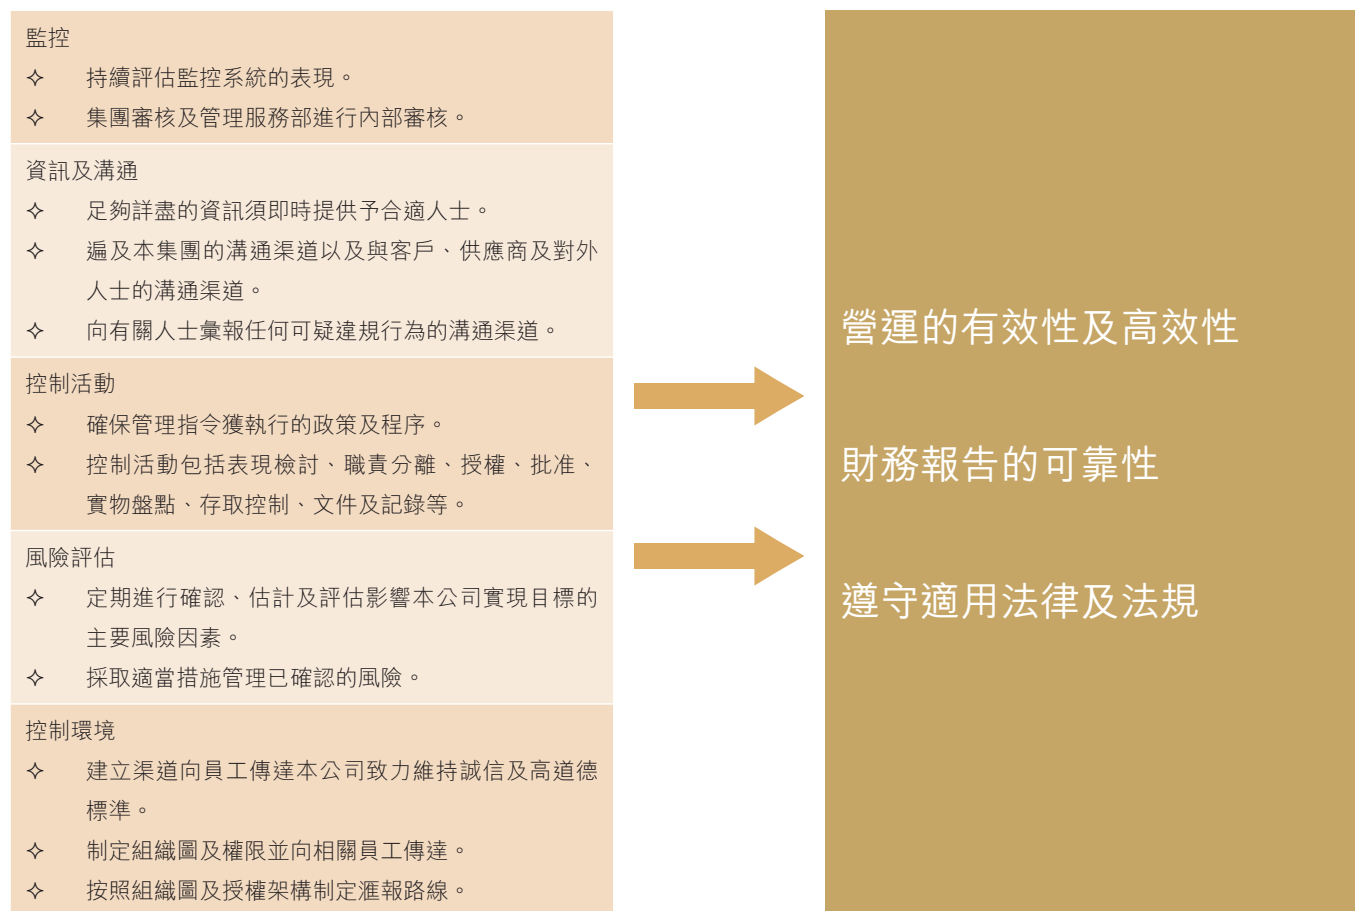 監控
✧ 持續評估監控系統的表現。
✧ 集團審核及管理服務部進行內部審核。
資訊及溝通
✧ 足夠詳盡的資訊須即時提供予合適人士。
✧ 遍及本集團的溝通渠道以及與客戶、供應商及對外
人士的溝通渠道。
✧ 向有關人士彙報任何可疑違規行為的溝通渠道。
控制活動
✧ 確保管理指令獲執行的政策及程序。
✧ 控制活動包括表現檢討、職責分離、授權、批准、
實物盤點、存取控制、文件及記錄等。
風險評估
✧ 定期進行確認、估計及評估影響本公司實現目標的
主要風險因素。
✧ 採取適當措施管理已確認的風險。
控制環境
✧ 建立渠道向員工傳達本公司致力維持誠信及高道德
標準。
✧ 制定組織圖及權限並向相關員工傳達。
✧ 按照組織圖及授權架構制定滙報路線。
營運的有效性及高效性
財務報告的可靠性
遵守適用法律及法規